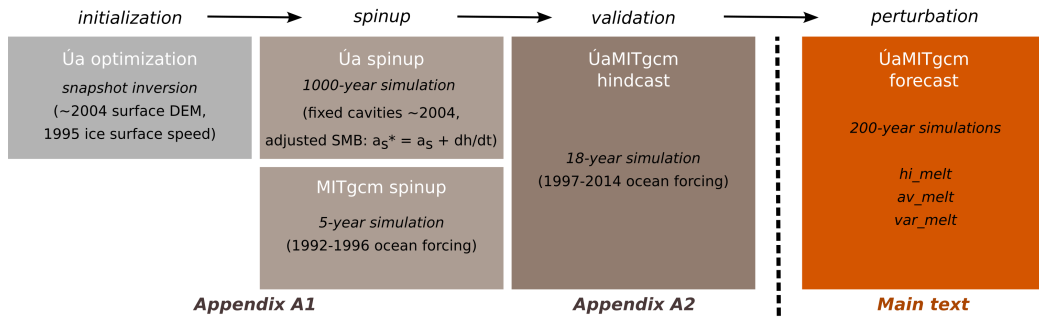 initialization
spinup
validation
perturbation
Úa optimization
snapshot inversion
(~2004 surface DEM,
1995 ice surface speed)
Úa spinup
1000-year simulation
(fixed cavities ~2004,
adjusted SMB: as* = as + dh/dt)
MITgcm spinup
5-year simulation
(1992-1996 ocean forcing)
ÚaMITgcm
hindcast
18-year simulation
(1997-2014 ocean forcing)
ÚaMITgcm
forecast
200-year simulations
hi_melt
av_melt
var_melt
Appendix A1
Appendix A2
Main text